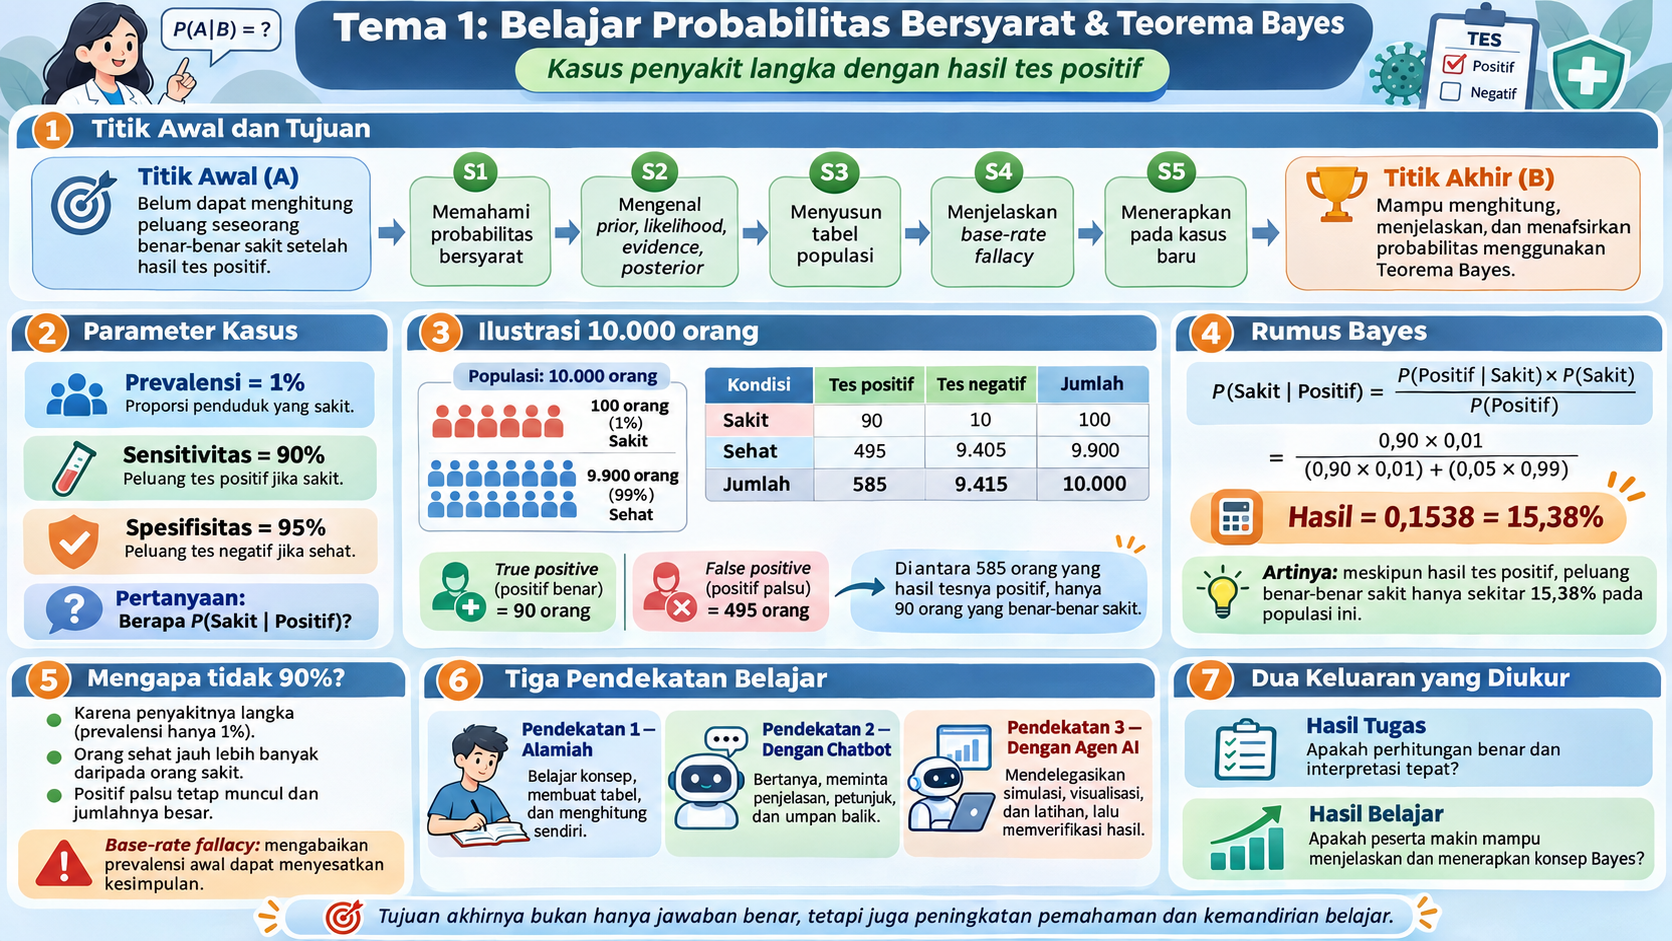 P(A|B) = ?
Tema 1: Belajar Probabilitas Bersyarat & Teorema Bayes
Kasus penyakit langka dengan hasil tes positif
TES
Positif
Negatif
1 Titik Awal dan Tujuan
Titik Awal (A)
Belum dapat menghitung
peluang seseorang
benar-benar sakit setelah
hasil tes positif.
S1
Memahami
probabilitas
bersyarat
S2
Mengenal
prior, likelihood,
evidence,
posterior
S3
Menyusun
tabel
populasi
S4
Menjelaskan
base-rate
fallacy
S5
Menerapkan
pada kasus
baru
Titik Akhir (B)
Mampu menghitung,
menjelaskan, dan menafsirkan
probabilitas menggunakan
Teorema Bayes.
2 Parameter Kasus
Prevalensi = 1%
Proporsi penduduk yang sakit.
Sensitivitas = 90%
Peluang tes positif jika sakit.
Spesifisitas = 95%
Peluang tes negatif jika sehat.
?
Pertanyaan:
Berapa P(Sakit | Positif)?
3 Ilustrasi 10.000 orang
Populasi: 10.000 orang
100 orang
(1%)
Sakit
9.900 orang
(99%)
Sehat
Kondisi Tes positif Tes negatif Jumlah
Sakit 90 10 100
Sehat 495 9.405 9.900
Jumlah 585 9.415 10.000
True positive
(positif benar)
= 90 orang
False positive
(positif palsu)
= 495 orang
Di antara 585 orang yang
hasil tesnya positif, hanya
90 orang yang benar-benar sakit.
4 Rumus Bayes
P(Sakit | Positif) = P(Positif | Sakit) × P(Sakit)
P(Positif)
= 0,90 × 0,01
(0,90 × 0,01) + (0,05 × 0,99)
Hasil = 0,1538 = 15,38%
Artinya: meskipun hasil tes positif, peluang
benar-benar sakit hanya sekitar 15,38% pada
populasi ini.
5 Mengapa tidak 90%?
Karena penyakitnya langka
(prevalensi hanya 1%).
Orang sehat jauh lebih banyak
daripada orang sakit.
Positif palsu tetap muncul dan
jumlahnya besar.
Base-rate fallacy: mengabaikan
prevalensi awal dapat menyesatkan
kesimpulan.
6 Tiga Pendekatan Belajar
Pendekatan 1 –
Alamiah
Belajar konsep,
membuat tabel,
dan menghitung
sendiri.
Pendekatan 2 –
Dengan Chatbot
Bertanya, meminta
penjelasan, petunjuk,
dan umpan balik.
Pendekatan 3 –
Dengan Agen AI
Mendelegasikan
simulasi, visualisasi,
dan latihan, lalu
memverifikasi hasil.
7 Dua Keluaran yang Diukur
Hasil Tugas
Apakah perhitungan benar dan
interpretasi tepat?
Hasil Belajar
Apakah peserta makin mampu
menjelaskan dan menerapkan konsep Bayes?
Tujuan akhirnya bukan hanya jawaban benar, tetapi juga peningkatan pemahaman dan kemandirian belajar.